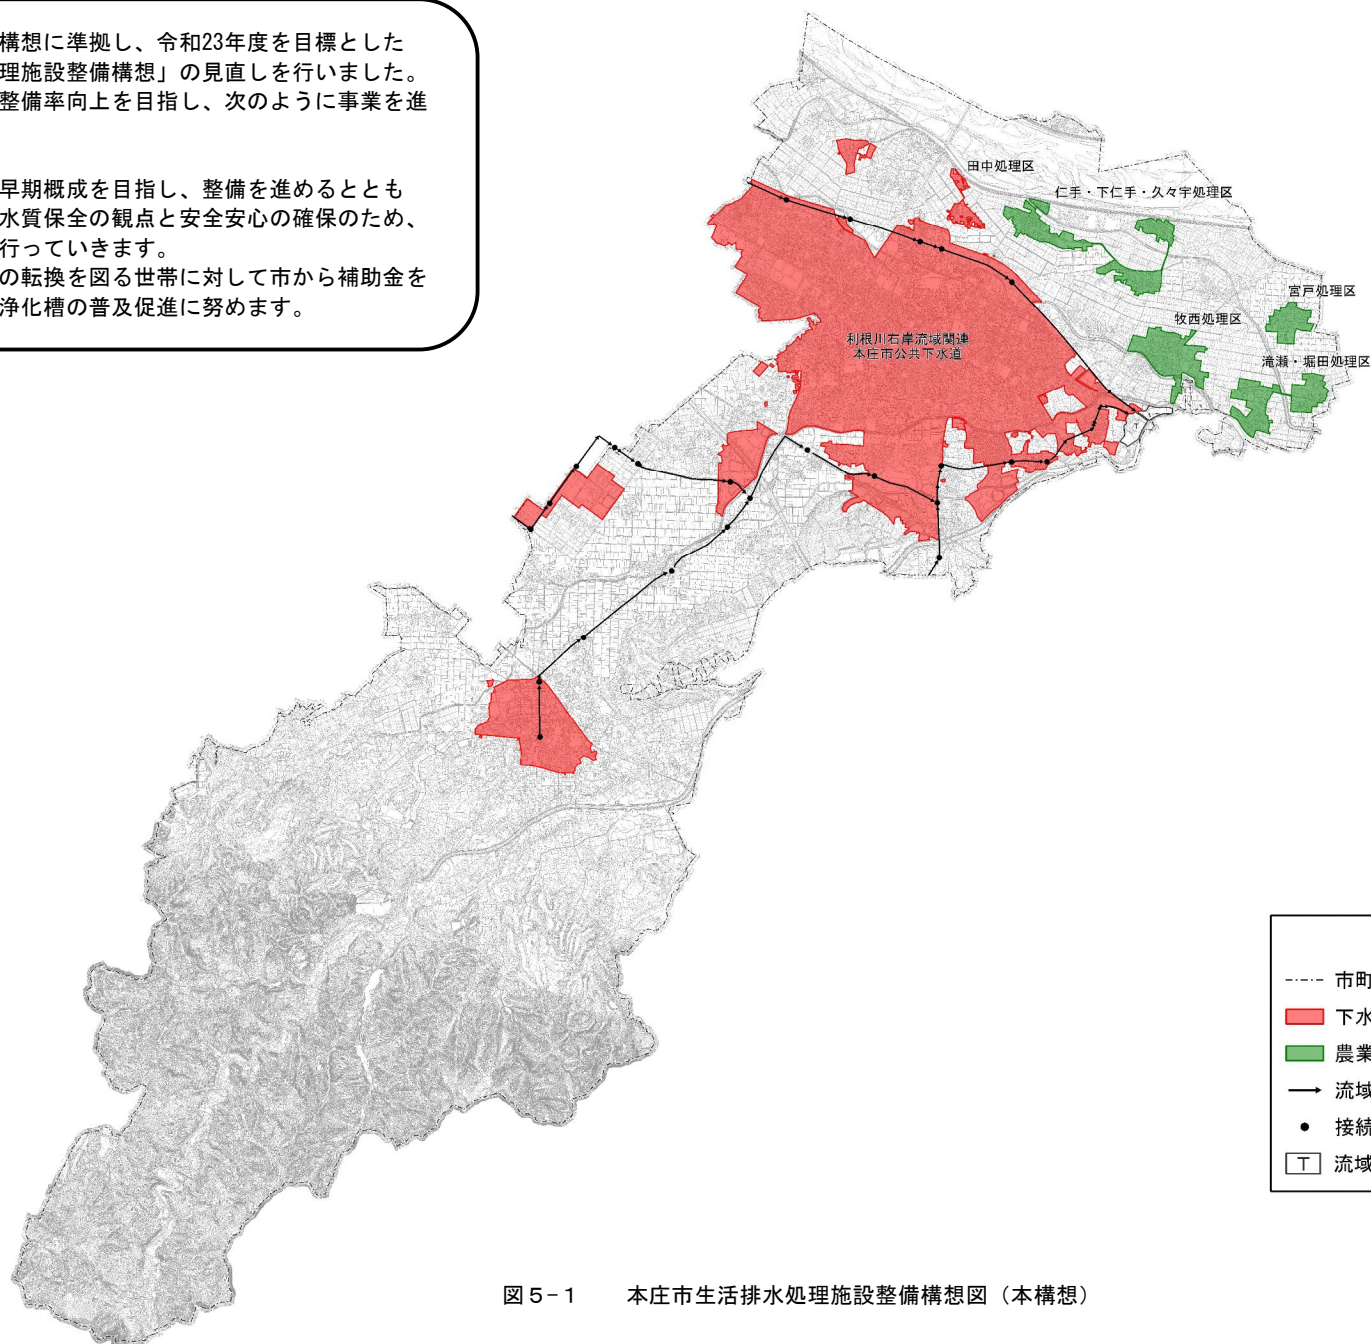 構想に準拠し、令和23年度を目標とした
理施設整備構想」の見直しを行いました。
整備率向上を目指し、次のように事業を進
早期概成を目指し、整備を進めるととも
水質保全の観点と安全安心の確保のため、
行っていきます。
の転換を図る世帯に対して市から補助金を
浄化槽の普及促進に努めます。
田中処理区
仁手・下仁手・久々宇処理区
宮戸処理区
牧西処理区
滝瀬・堀田処理区
利根川右岸流域関連
本庄市公共下水道
市町
下水
農業
流域
接続
T 流域
図5-1 本庄市生活排水処理施設整備構想図（本構想）